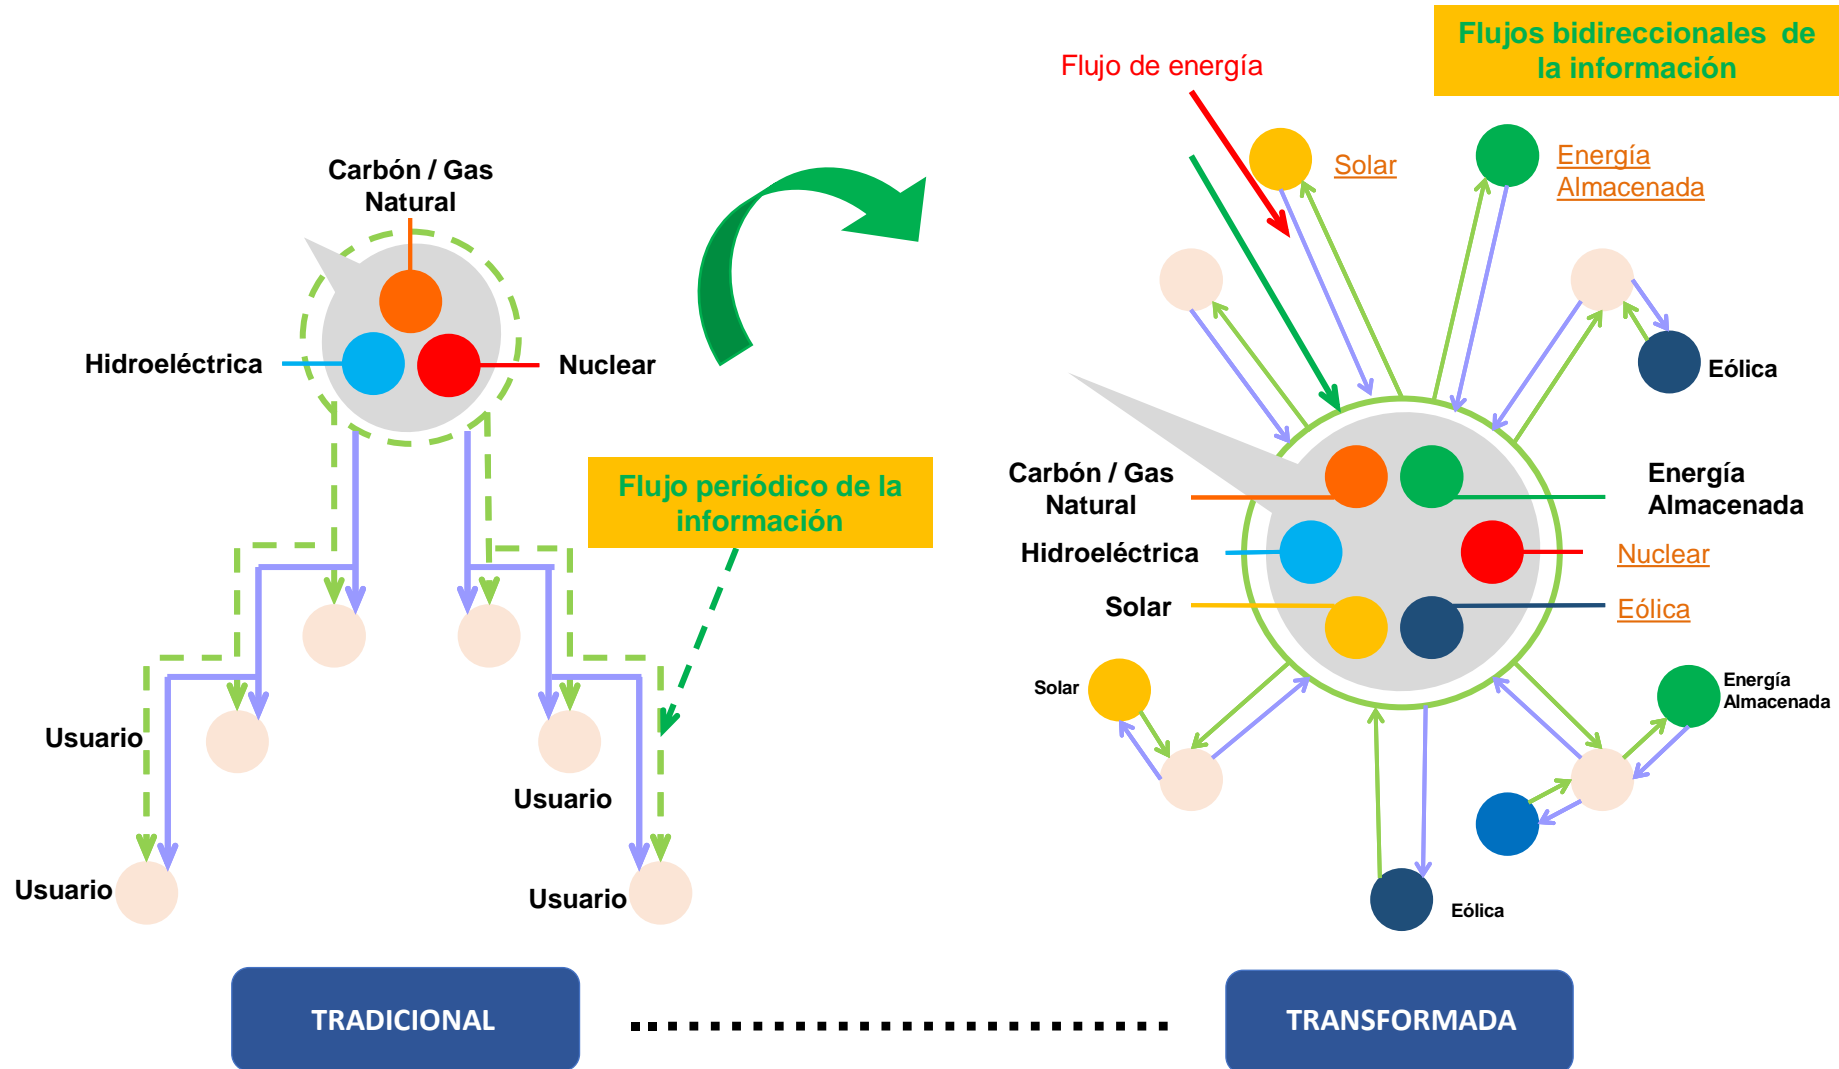 Carbón / Gas
Natural
Hidroeléctrica
Nuclear
Flujo periódico de la
información
Usuario
Usuario
Usuario
Usuario
TRADICIONAL
Flujos bidireccionales de
la información
Flujo de energía
Solar
Energía
Almacenada
Eólica
Carbón / Gas
Natural
Energía
Almacenada
Hidroeléctrica
Nuclear
Solar
Eólica
Solar
Energía
Almacenada
Eólica
TRANSFORMADA